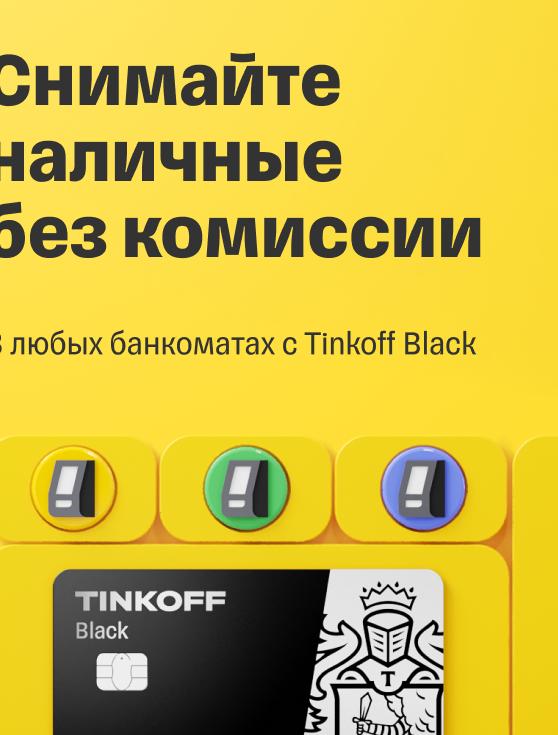 Снимайте
наличные
без комиссии
В любых банкоматах с Tinkoff Black
TINKOFF
Black
T